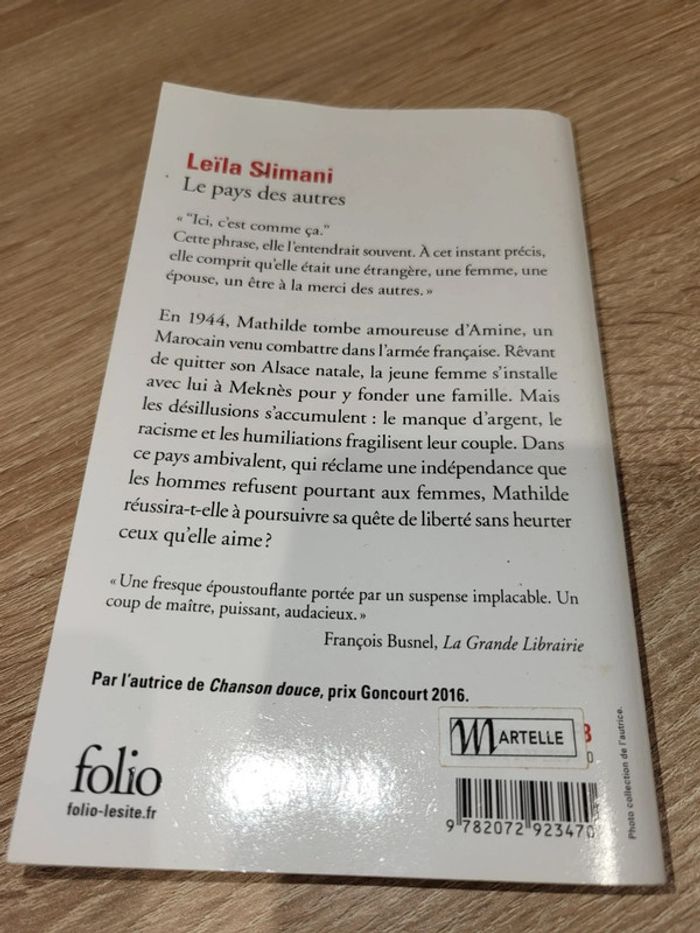 Leïla Slimani
Le pays des autres
« “Ici, c’est comme ça.”
Cette phrase, elle l’entendrait souvent. À cet instant précis,
elle comprit qu’elle était une étrangère, une femme, une
épouse, un être à la merci des autres. »
En 1944, Mathilde tombe amoureuse d’Amine, un
Marocain venu combattre dans l’armée française. Rêvant
de quitter son Alsace natale, la jeune femme s’installe
avec lui à Meknès pour y fonder une famille. Mais
les désillusions s’accumulent : le manque d’argent, le
racisme et les humiliations fragilisent leur couple. Dans
ce pays ambivalent, qui réclame une indépendance que
les hommes refusent pourtant aux femmes, Mathilde
réussira-t-elle à poursuivre sa quête de liberté sans heurter
ceux qu’elle aime ?
« Une fresque époustouflante portée par un suspense implacable. Un
coup de maître, puissant, audacieux. »
François Busnel, La Grande Librairie
Par l’autrice de Chanson douce, prix Goncourt 2016.
MARTELLE
folio
folio-lesite.fr
9 782072 923470
Photo collection de l’autrice.